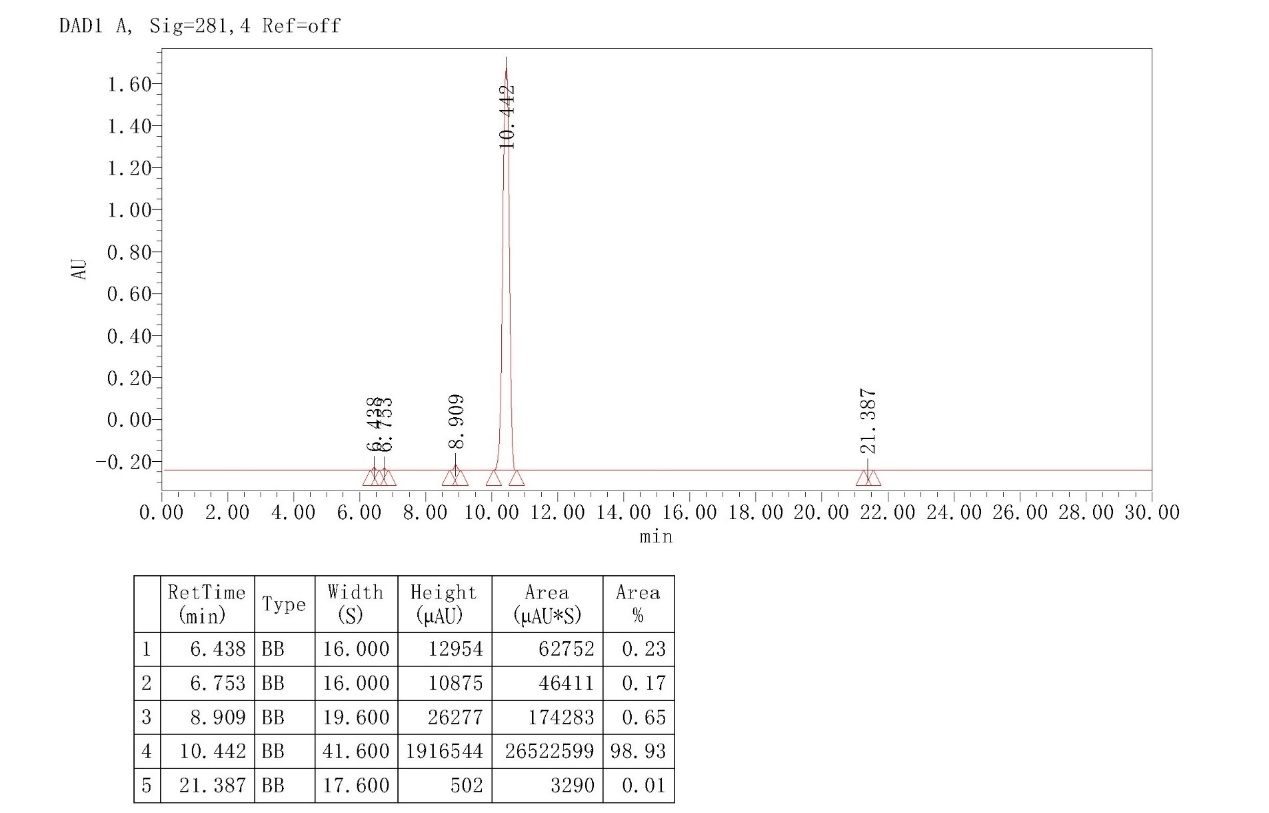 DAD1 A, Sig=281,4 Ref=off
1.60
1.40
1.20
1.00
0.80
0.60
0.40
0.20
0.00
-0.20
AU
6.438
6.753
8.909
10.442
21.387
0.00 2.00 4.00 6.00 8.00 10.00 12.00 14.00 16.00 18.00 20.00 22.00 24.00 26.00 28.00 30.00
min
RetTime (min) Type Width (S) Height (μAU) Area (μAU*S) Area %
1 6.438 BB 16.000 12954 62752 0.23
2 6.753 BB 16.000 10875 46411 0.17
3 8.909 BB 19.600 26277 174283 0.65
4 10.442 BB 41.600 1916544 26522599 98.93
5 21.387 BB 17.600 502 3290 0.01